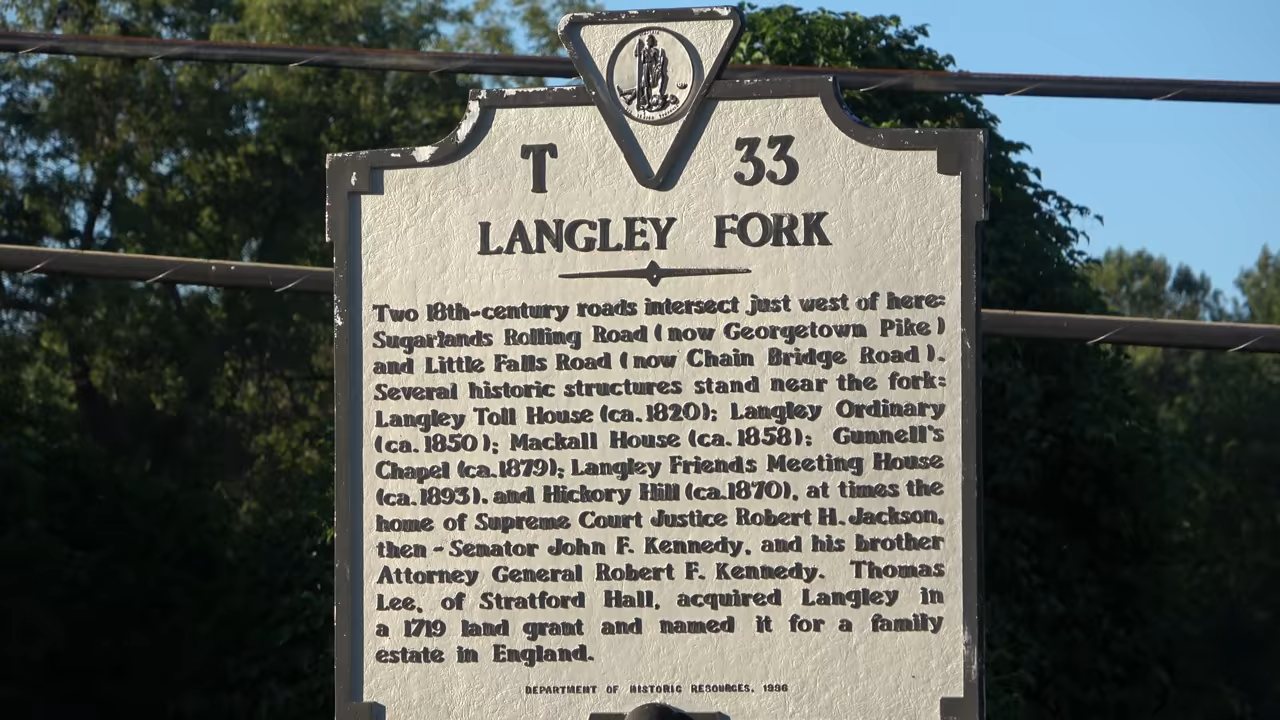 T 33
LANGLEY FORK
Two 18th-century roads intersect just west of here:
Sugarlands Rolling Road (now Georgetown Pike)
and Little Falls Road (now Chain Bridge Road).
Several historic structures stand near the fork:
Langley Toll House (ca. 1820); Langley Ordinary
(ca. 1850); Mackall House (ca. 1858); Gunnell's
Chapel (ca. 1879); Langley Friends Meeting House
(ca. 1893), and Hickory Hill (ca. 1870), at times the
home of Supreme Court Justice Robert H. Jackson,
then-Senator John F. Kennedy, and his brother
Attorney General Robert F. Kennedy. Thomas
Lee, of Stratford Hall, acquired Langley in
a 1719 land grant and named it for a family
estate in England.
DEPARTMENT OF HISTORIC RESOURCES, 1996